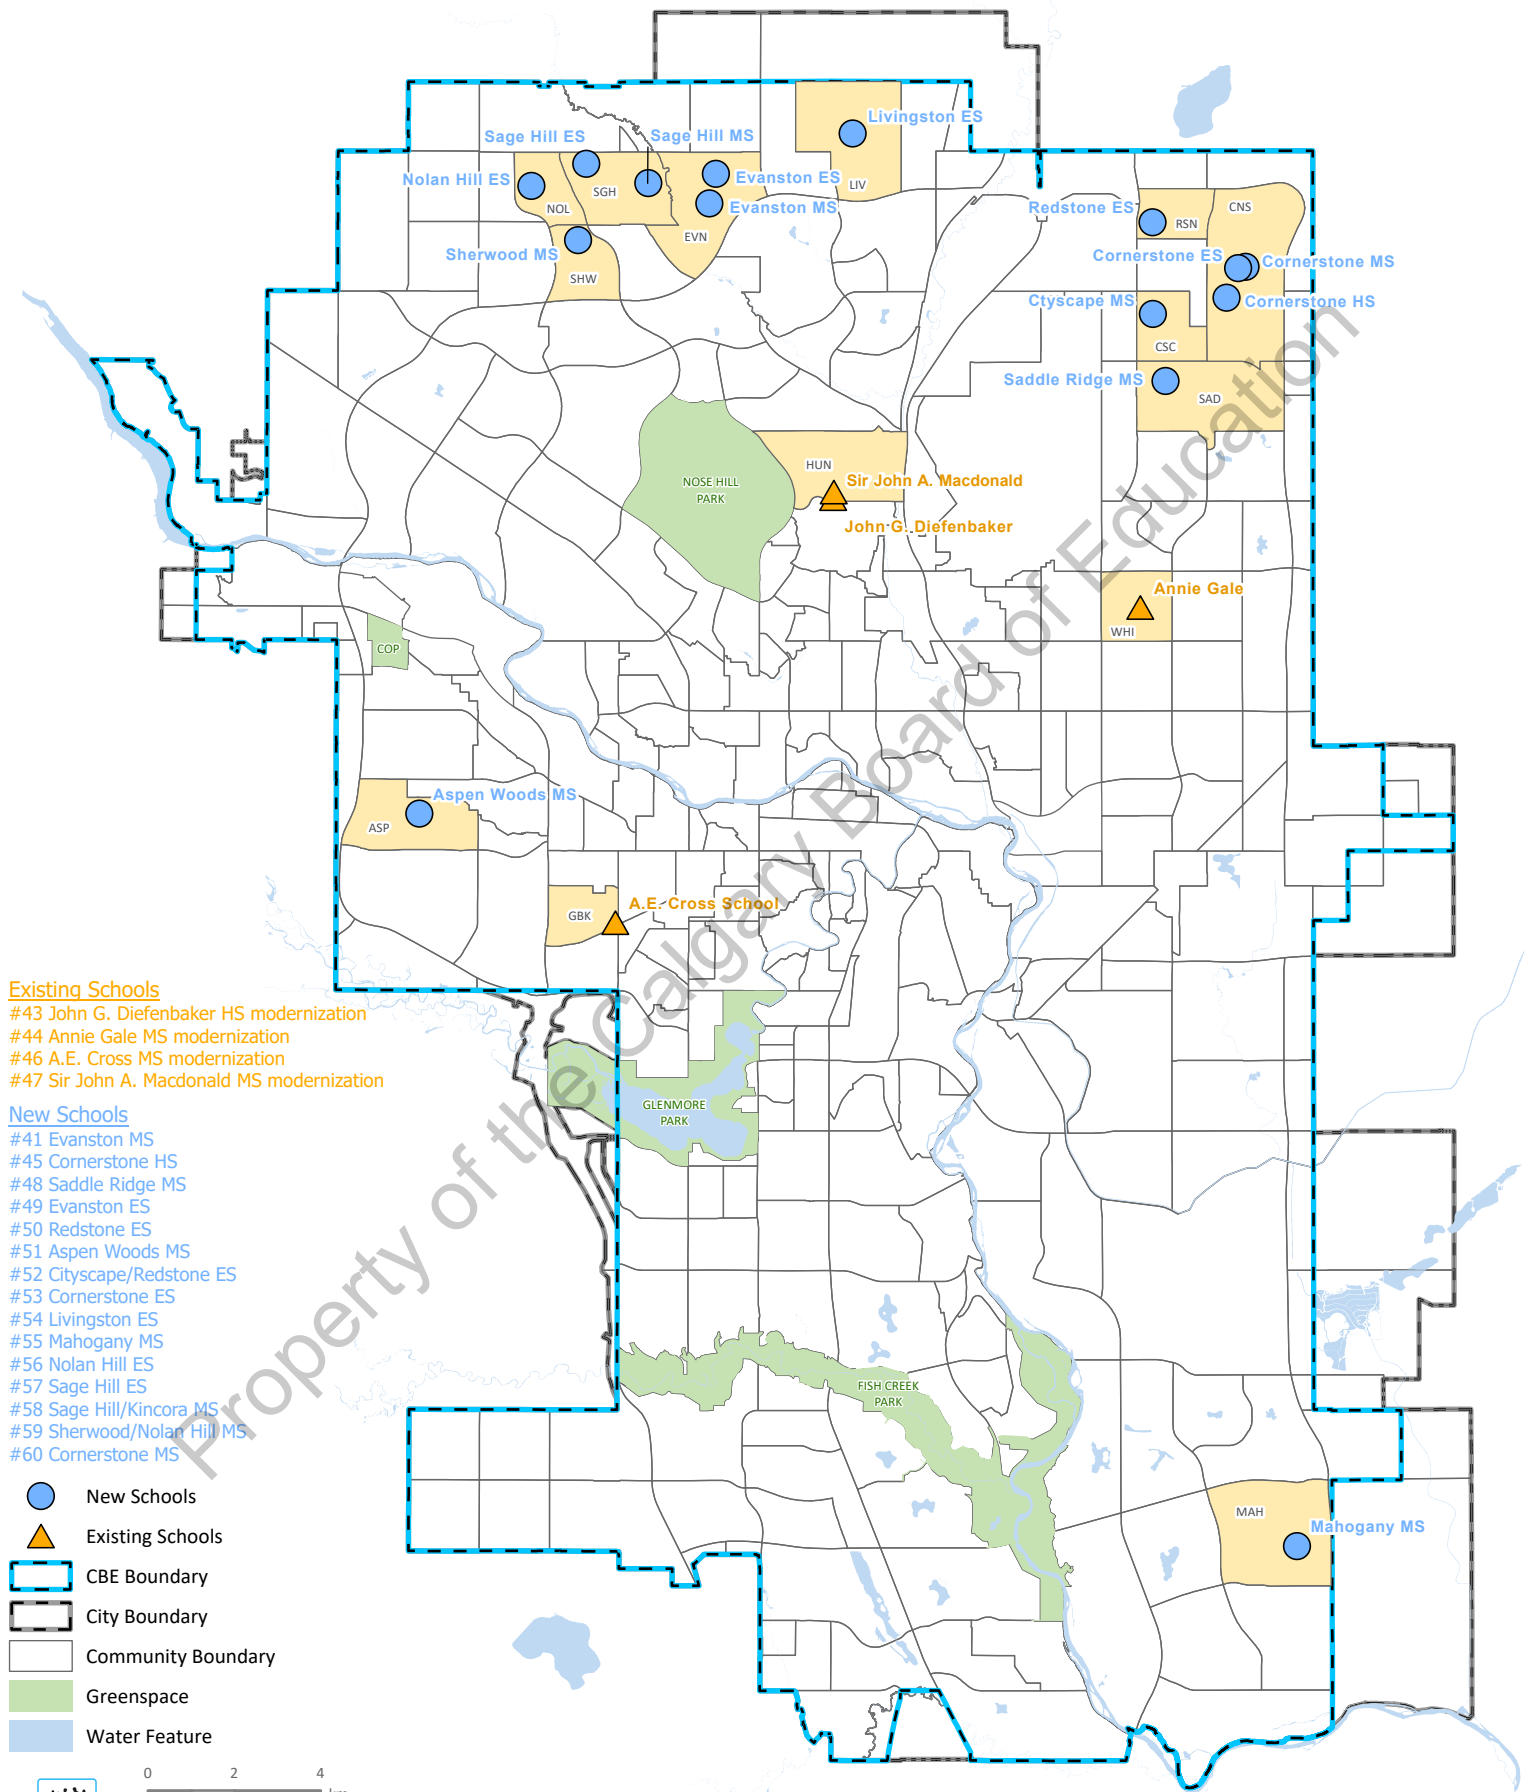 Livingston ES
Sage Hill ES
Sage Hill MS
Nolan Hill ES
Evanston ES
LIV
SGH
NOL
Evanston MS
Redstone ES
CNS
RSN
EVN
Sherwood MS
SHW
Cornerstone ES
Cornerstone MS
Ctyscape MS
Cornerstone HS
CSC
Saddle Ridge MS
SAD
HUN
Sir John A. Macdonald
NOSE HILL
PARK
John G. Diefenbaker
Annie Gale
WHI
COP
Aspen Woods MS
ASP
A.E. Cross School
GBK
Property of the Calgary Board of Education
Existing Schools
#43 John G. Diefenbaker HS modernization
#44 Annie Gale MS modernization
#46 A.E. Cross MS modernization
#47 Sir John A. Macdonald MS modernization
New Schools
#41 Evanston MS
#45 Cornerstone HS
#48 Saddle Ridge MS
#49 Evanston ES
#50 Redstone ES
#51 Aspen Woods MS
#52 Cityscape/Redstone ES
#53 Cornerstone ES
#54 Livingston ES
#55 Mahogany MS
#56 Nolan Hill ES
#57 Sage Hill ES
#58 Sage Hill/Kincora MS
#59 Sherwood/Nolan Hill MS
#60 Cornerstone MS
GLENMORE
PARK
FISH CREEK
PARK
MAH
Mahogany MS
New Schools
Existing Schools
CBE Boundary
City Boundary
Community Boundary
Greenspace
Water Feature
0 2 4